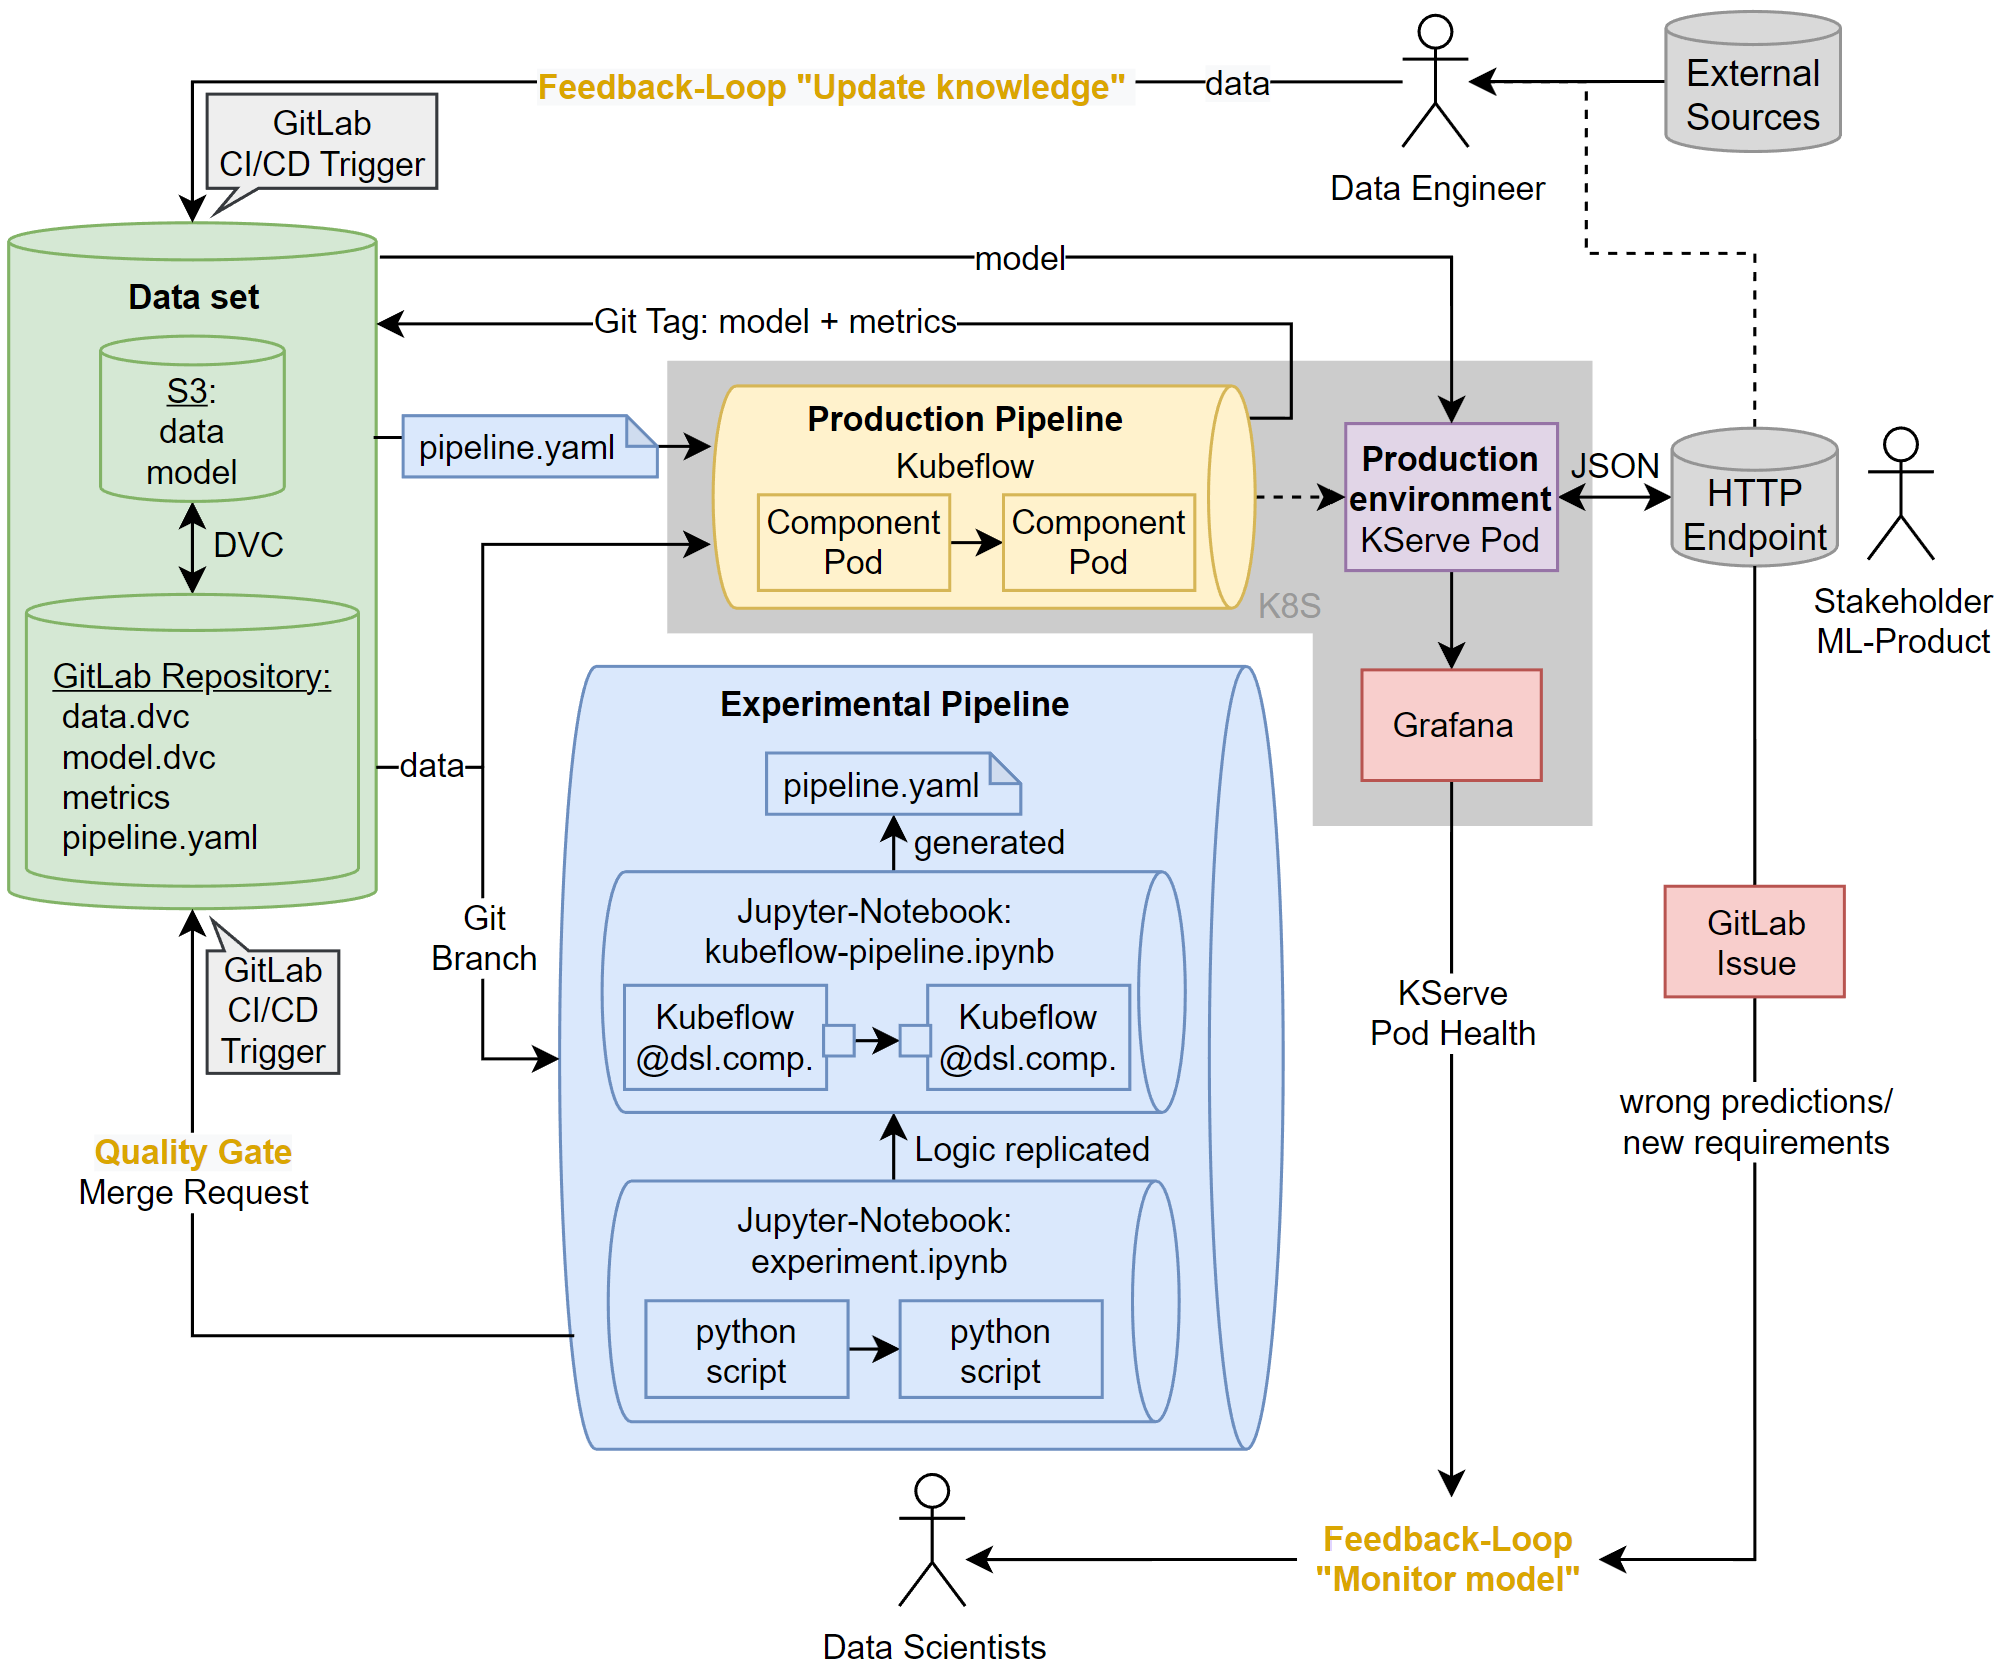 Feedback-Loop "Update knowledge"
data
External
Sources
Data Engineer
GitLab
CI/CD Trigger
model
Git Tag: model + metrics
Data set
S3:
data
model
DVC
GitLab Repository:
data.dvc
model.dvc
metrics
pipeline.yaml
pipeline.yaml
Production Pipeline
Kubeflow
Component
Pod
Component
Pod
K8S
Production
environment
KServe Pod
JSON
HTTP
Endpoint
Stakeholder
ML-Product
Grafana
data
Git
Branch
Experimental Pipeline
pipeline.yaml
generated
Jupyter-Notebook:
kubeflow-pipeline.ipynb
Kubeflow
@dsl.comp.
Kubeflow
@dsl.comp.
Logic replicated
Jupyter-Notebook:
experiment.ipynb
python
script
python
script
GitLab
CI/CD
Trigger
Quality Gate
Merge Request
KServe
Pod Health
GitLab
Issue
wrong predictions/
new requirements
Feedback-Loop
"Monitor model"
Data Scientists